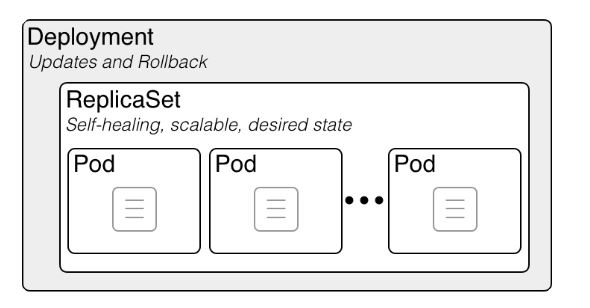 Deployment
Updates and Rollback
ReplicaSet
Self-healing, scalable, desired state
Pod
Pod
Pod